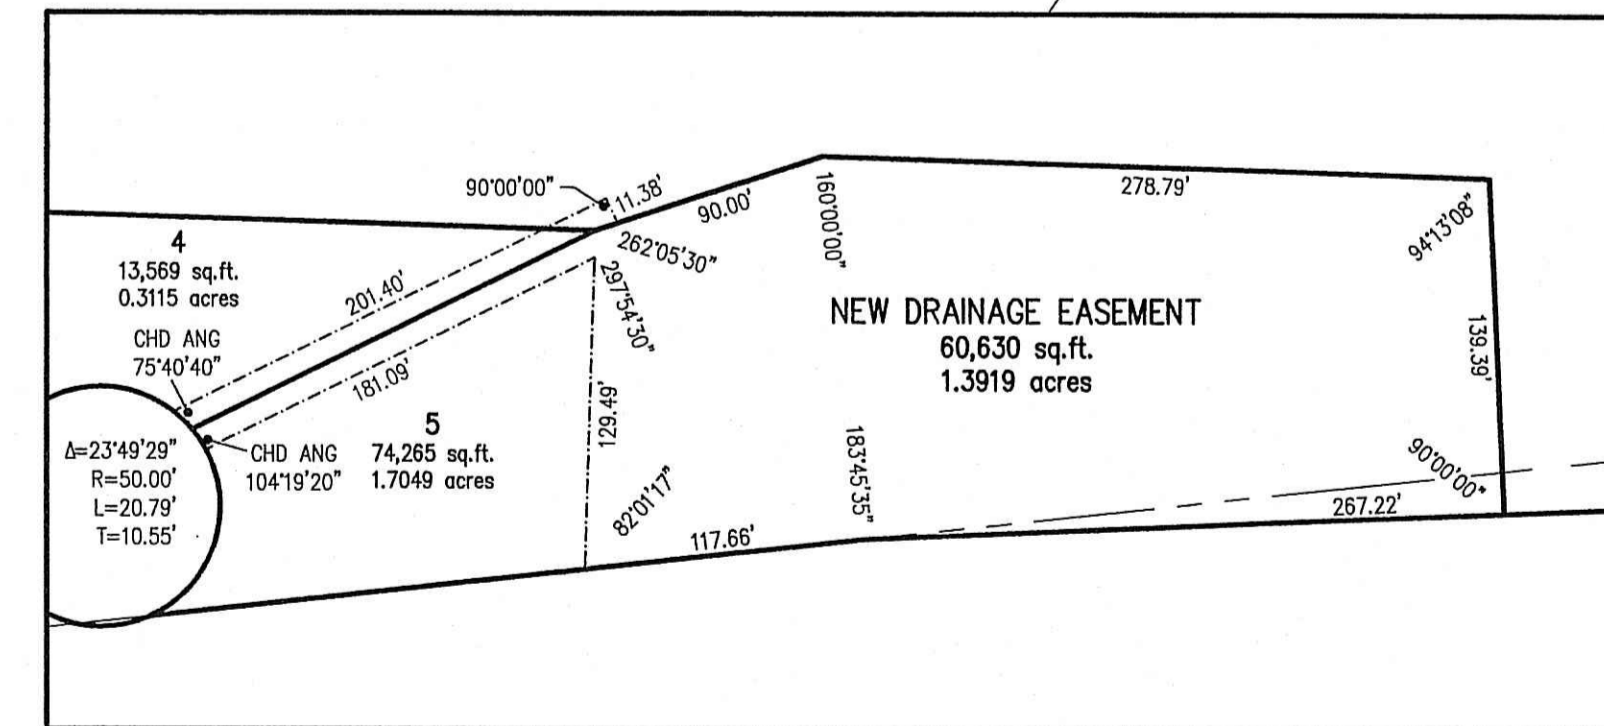 90°00'00"
11.38'
90.00'
262°05'30"
160°00'00"
278.79'
94°13'08"
4
13,569 sq.ft.
0.3115 acres
201.40'
297°54'30"
CHD ANG
75°40'40"
181.09'
NEW DRAINAGE EASEMENT
60,630 sq.ft.
1.3919 acres
139.39'
129.49'
5
74,265 sq.ft.
1.7049 acres
CHD ANG
104°19'20"
Δ=23°49'29"
R=50.00'
L=20.79'
T=10.55'
82°01'17"
183°45'35"
90°00'00"
117.66'
267.22'